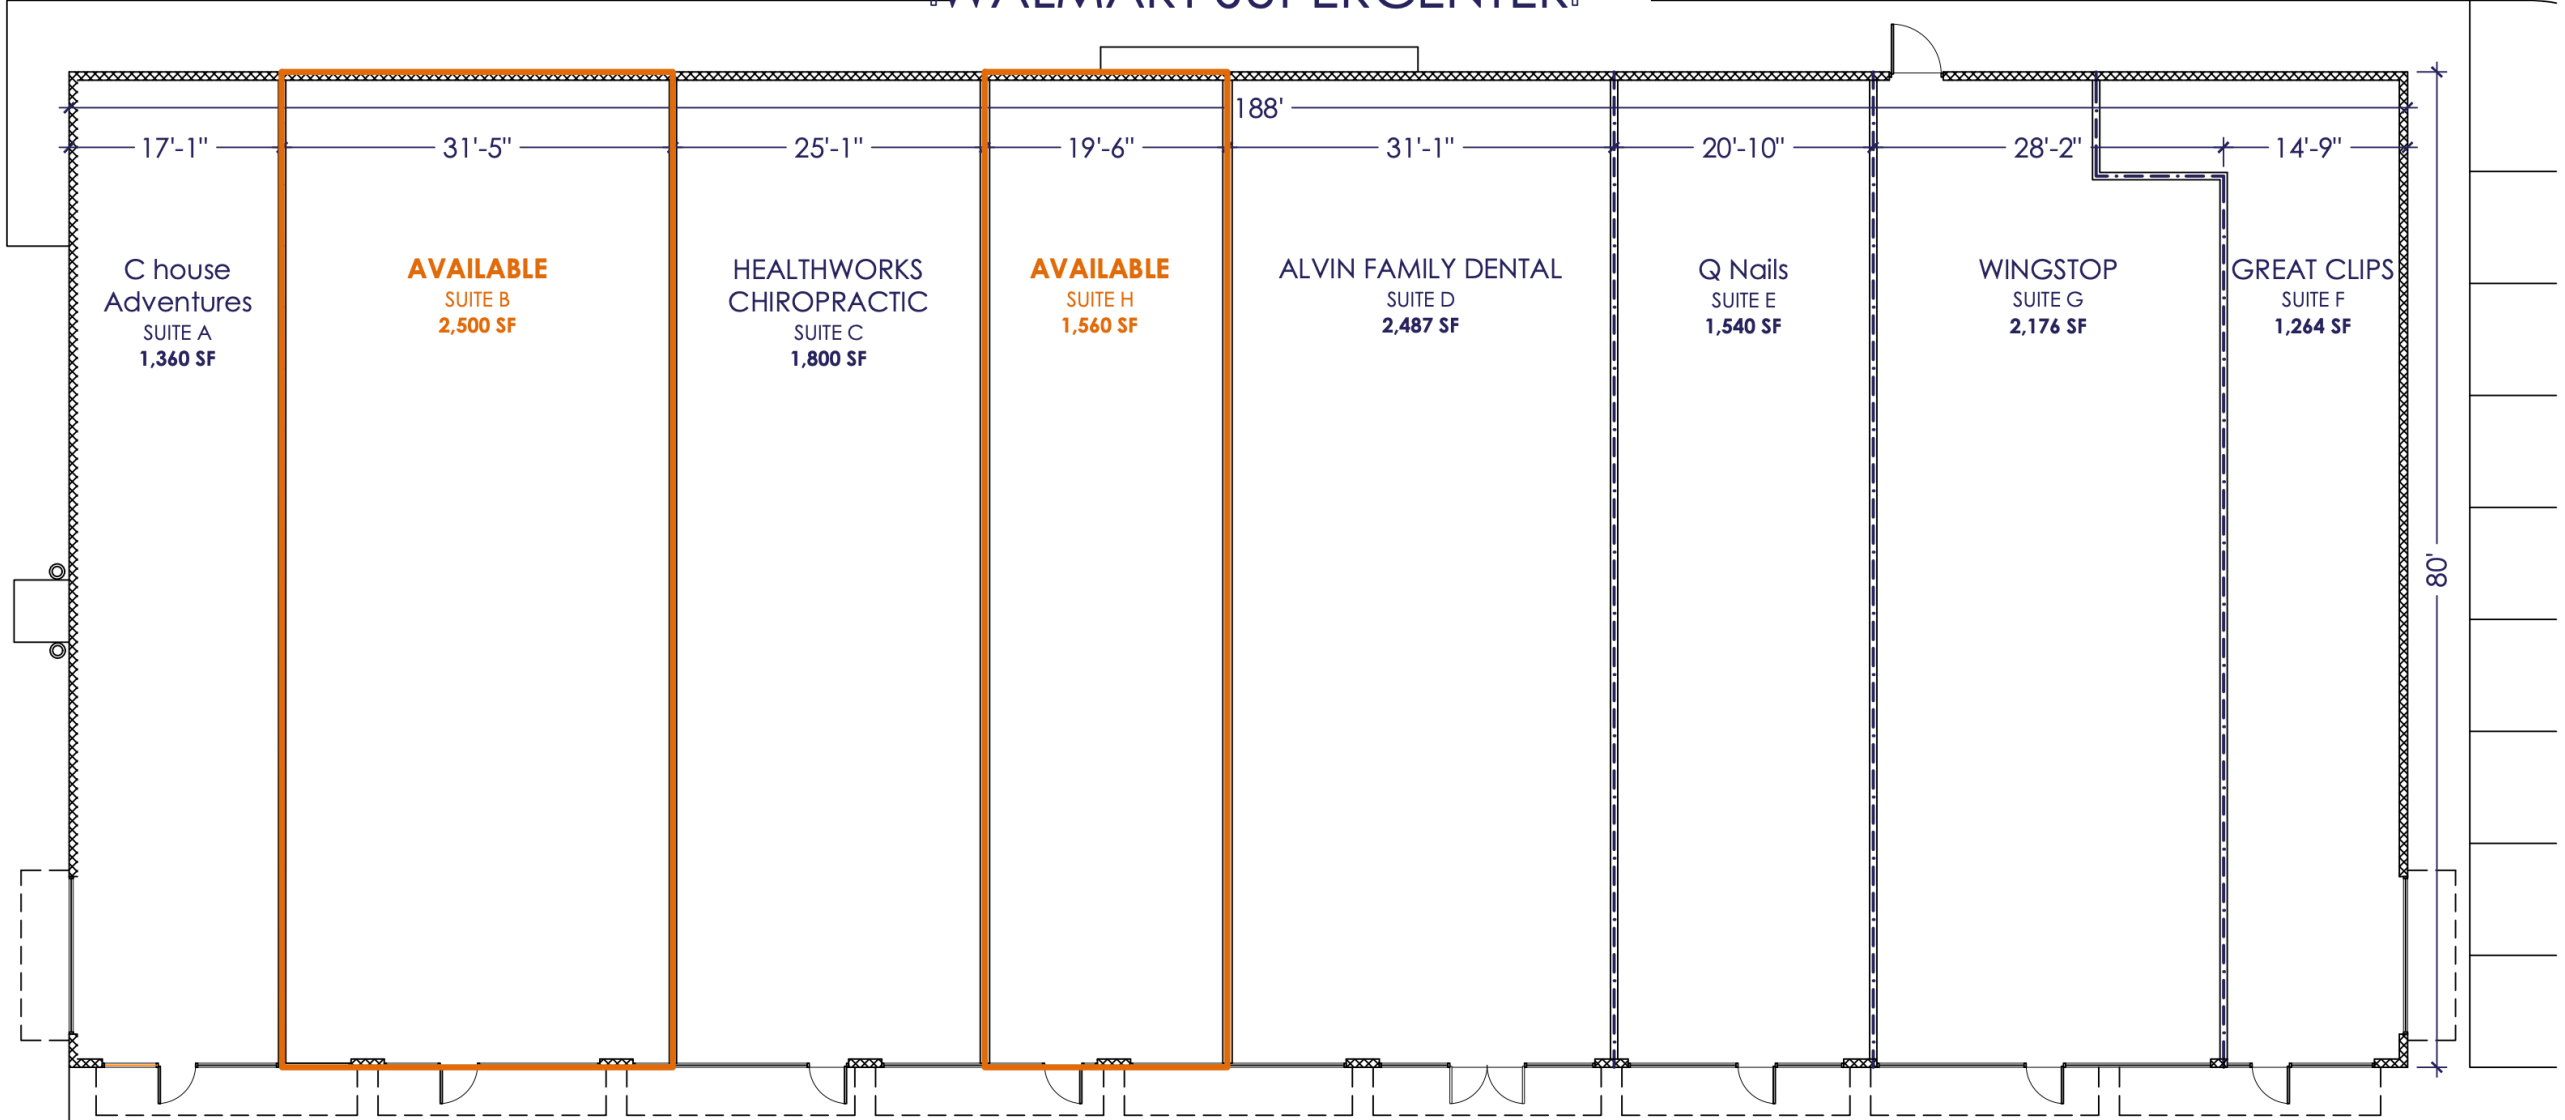 WALMART SUPERCENTER
188'
17'-1"
31'-5"
25'-1"
19'-6"
31'-1"
20'-10"
28'-2"
14'-9"
C house
Adventures
SUITE A
1,360 SF
AVAILABLE
SUITE B
2,500 SF
HEALTHWORKS
CHIROPRACTIC
SUITE C
1,800 SF
AVAILABLE
SUITE H
1,560 SF
ALVIN FAMILY DENTAL
SUITE D
2,487 SF
Q Nails
SUITE E
1,540 SF
WINGSTOP
SUITE G
2,176 SF
GREAT CLIPS
SUITE F
1,264 SF
80'